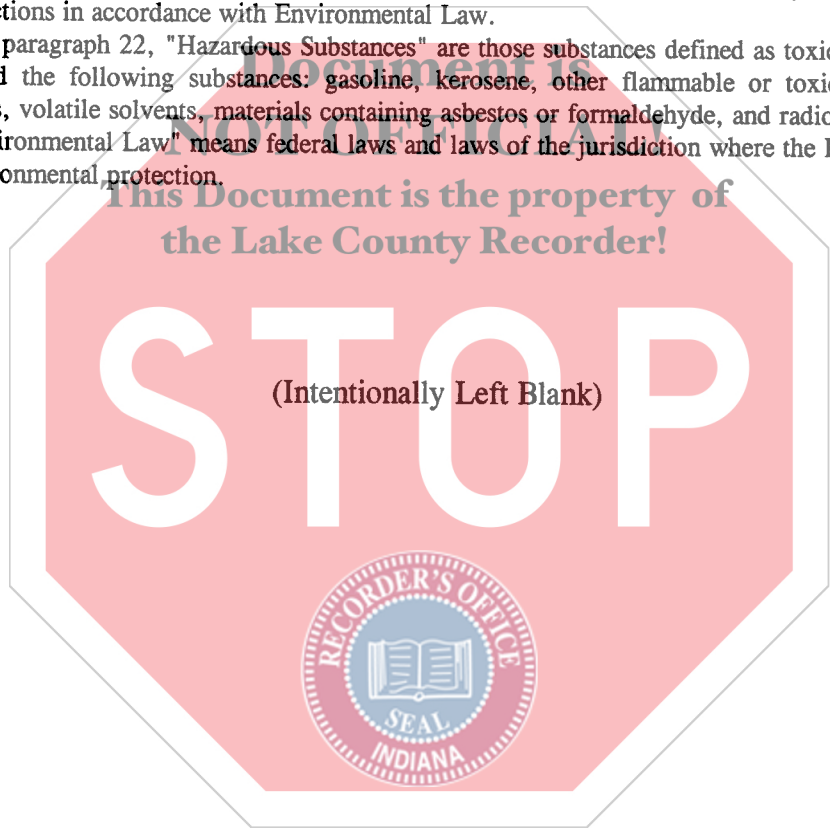 tions in accordance with Environmental Law.
paragraph 22, "Hazardous Substances" are those substances defined as toxic
the following substances: gasoline, kerosene, other flammable or toxic
, volatile solvents, materials containing asbestos or formaldehyde, and radio
ironmental Law" means federal laws and laws of the jurisdiction where the
onmental protection.
Document is
NOT OFFICIAL!
This Document is the property of
the Lake County Recorder!
STOP
(Intentionally Left Blank)
RECORDER'S OFFICE
SEAL
INDIANA